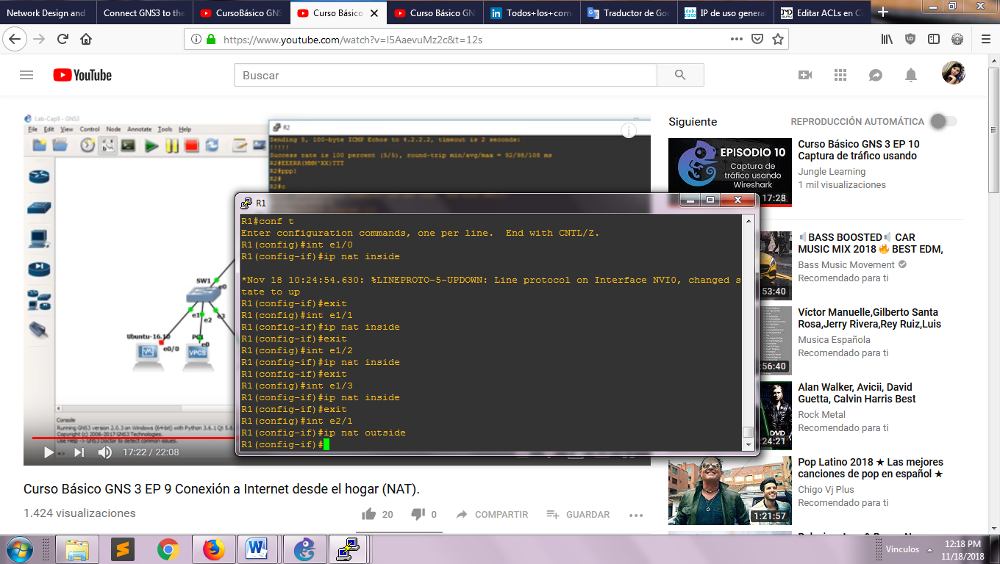 Network Design and
Connect GNS3 to the
CursoBásico GNS
Curso Básico
Curso Básico GN
Todos+los+com
Traductor de Goo
IP de uso genera
Editar ACLs en Ci
https://www.youtube.com/watch?v=I5AaevuMz2c&t=12s
YouTube
Buscar
Lab-Cap9 - GNS3
File Edit View Control Node Annotate Tools Help
R2
Sending 5, 100-byte ICMP Echos to 4.2.2.2, timeout is 2 seconds:
!!!!!
Success rate is 100 percent (5/5), round-trip min/avg/max = 92/98/108 ms
R2#ppp)
R2#
R2#c
SW1
e0
e1
e2
e3
Ubuntu-16.10
PC1
e0/0
e0
VPCS
Console
Running GNS3 version 2.0.3 on Windows (64-bit) with Python 3.6.1 Qt 5.8
Copyright (c) 2006-2017 GNS3 Technologies.
Use Help -> GNS3 Doctor to detect common issues.
=>
17:22 / 22:08
R1
R1#conf t
Enter configuration commands, one per line.  End with CNTL/Z.
R1(config)#int e1/0
R1(config-if)#ip nat inside
*Nov 18 10:24:54.630: %LINEPROTO-5-UPDOWN: Line protocol on Interface NVI0, changed s
tate to up
R1(config-if)#exit
R1(config)#int e1/1
R1(config-if)#ip nat inside
R1(config-if)#exit
R1(config)#int e1/2
R1(config-if)#ip nat inside
R1(config-if)#exit
R1(config)#int e1/3
R1(config-if)#ip nat inside
R1(config-if)#exit
R1(config)#int e2/1
R1(config-if)#ip nat outside
R1(config-if)#
Curso Básico GNS 3 EP 9 Conexión a Internet desde el hogar (NAT).
1.424 visualizaciones
20
0
COMPARTIR
GUARDAR
Siguiente
REPRODUCCIÓN AUTOMÁTICA
EPISODIO 10
Captura de
tráfico usando
Wireshark
17:28
Curso Básico GNS 3 EP 10
Captura de tráfico usando
Jungle Learning
1 mil visualizaciones
53:40
🔊BASS BOOSTED🔊 CAR
MUSIC MIX 2018 🔥 BEST EDM,
Bass Music Movement
Recomendado para ti
56:40
Víctor Manuelle,Gilberto Santa
Rosa,Jerry Rivera,Rey Ruiz,Luis
Musica Española
Recomendado para ti
DAVID
24:21
Alan Walker, Avicii, David
Guetta, Calvin Harris Best
Rock Metal
Recomendado para ti
1:21:57
Pop Latino 2018 ★ Las mejores
canciones de pop en español ★
Chigo Vj Plus
Recomendado para ti
Vínculos
12:18 PM
11/18/2018